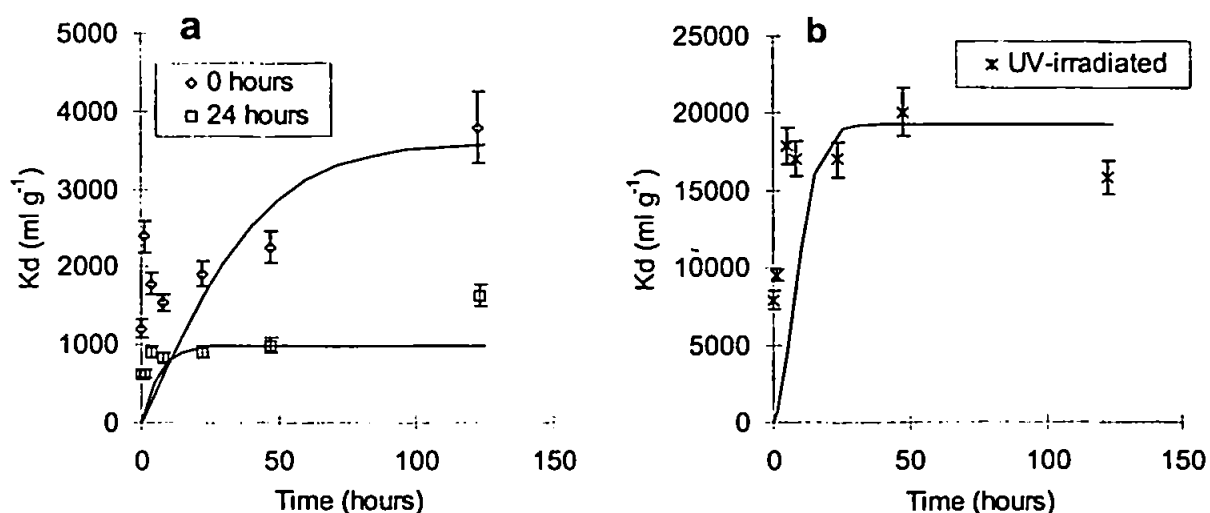 a
5000
4000
3000
2000
1000
0
Kd (ml g⁻¹)
0 hours
24 hours
0 50 100 150
Time (hours)
b
25000
20000
15000
10000
5000
0
Kd (ml g⁻¹)
UV-irradiated
0 50 100 150
Time (hours)